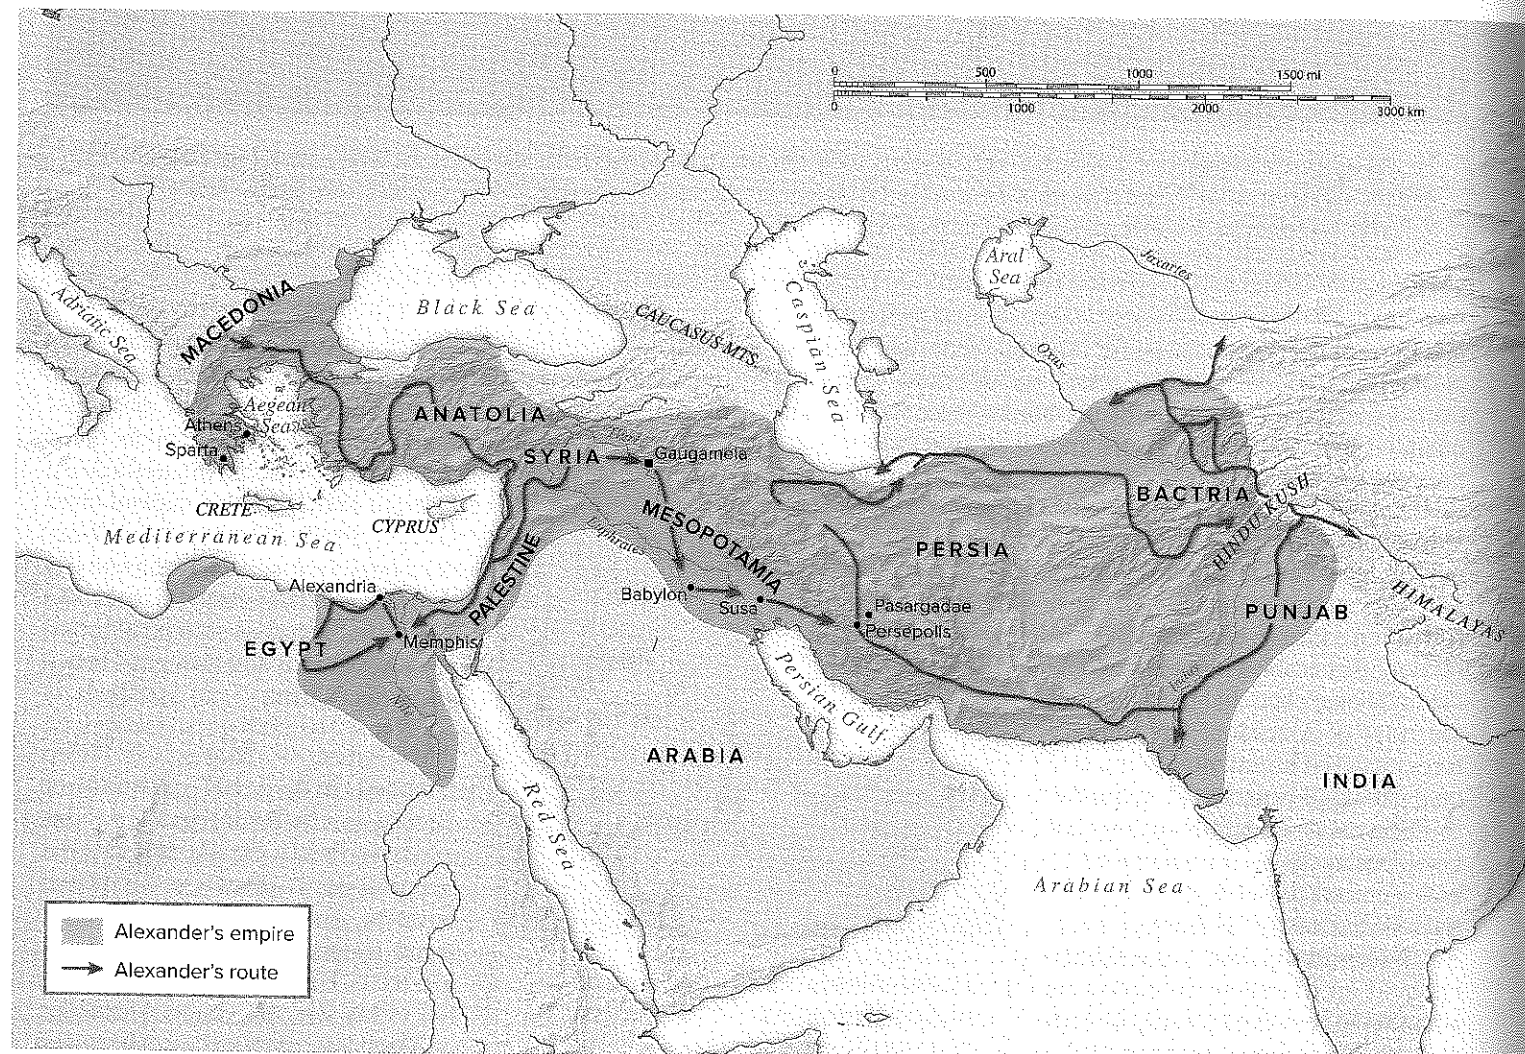 0 500 1000 1500 mi
0 1000 2000 3000 km
Aral
Sea
Jaxartes
Adriatic Sea
MACEDONIA
Black Sea
CAUCASUS MTS.
Caspian Sea
Oxus
Aegean
Sea
ANATOLIA
Athens
Sparta
SYRIA
Gaugamela
CRETE
CYPRUS
Mediterranean Sea
MESOPOTAMIA
BACTRIA
HINDU KUSH
PERSIA
Euphrates
PALESTINE
Alexandria
Babylon
Susa
Pasargadae
Persepolis
PUNJAB
HIMALAYAS
EGYPT
Memphis
Nile
Persian Gulf
Indus
ARABIA
INDIA
Red Sea
Arabian Sea
Alexander's empire
Alexander's route